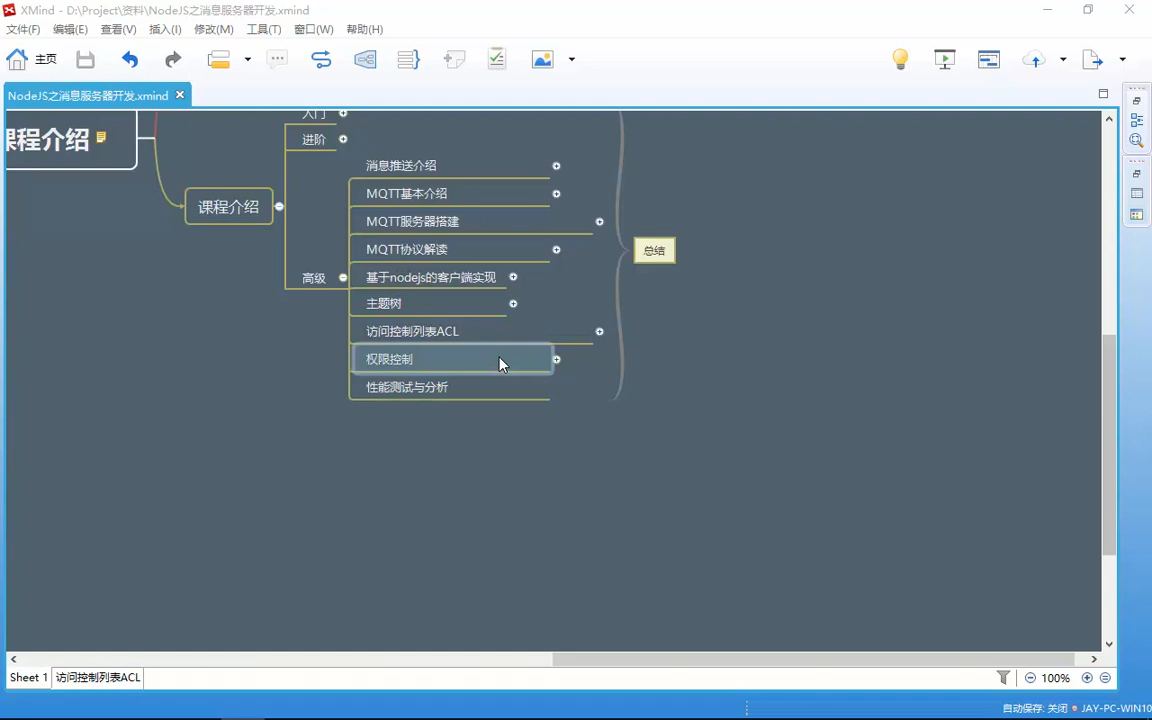 XMind - D:\Project\资料\NodeJS之消息服务器开发.xmind
文件(F) 编辑(E) 查看(V) 插入(I) 修改(M) 工具(T) 窗口(W) 帮助(H)
主页
NodeJS之消息服务器开发.xmind
课程介绍
入门
进阶
课程介绍
高级
消息推送介绍
MQTT基本介绍
MQTT服务器搭建
MQTT协议解读
基于nodejs的客户端实现
主题树
访问控制列表ACL
权限控制
性能测试与分析
总结
Sheet 1 访问控制列表ACL
100%
自动保存: 关闭 JAY-PC-WIN10